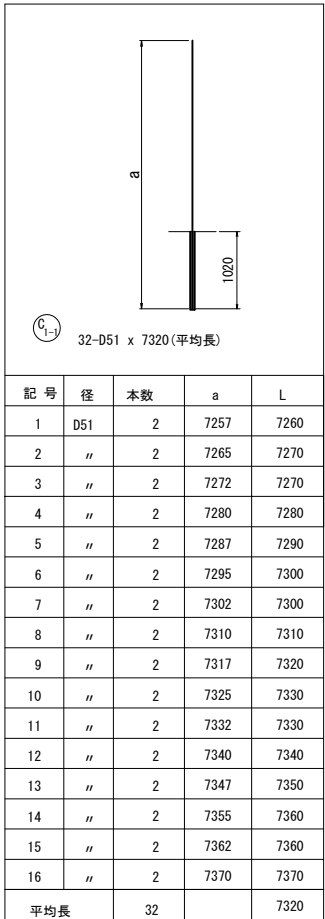 a
1020
C1-1
32-D51 x 7320(平均長)
記 号 径 本数 a L
1 D51 2 7257 7260
2 〃 2 7265 7270
3 〃 2 7272 7270
4 〃 2 7280 7280
5 〃 2 7287 7290
6 〃 2 7295 7300
7 〃 2 7302 7300
8 〃 2 7310 7310
9 〃 2 7317 7320
10 〃 2 7325 7330
11 〃 2 7332 7330
12 〃 2 7340 7340
13 〃 2 7347 7350
14 〃 2 7355 7360
15 〃 2 7362 7360
16 〃 2 7370 7370
平均長 32 7320